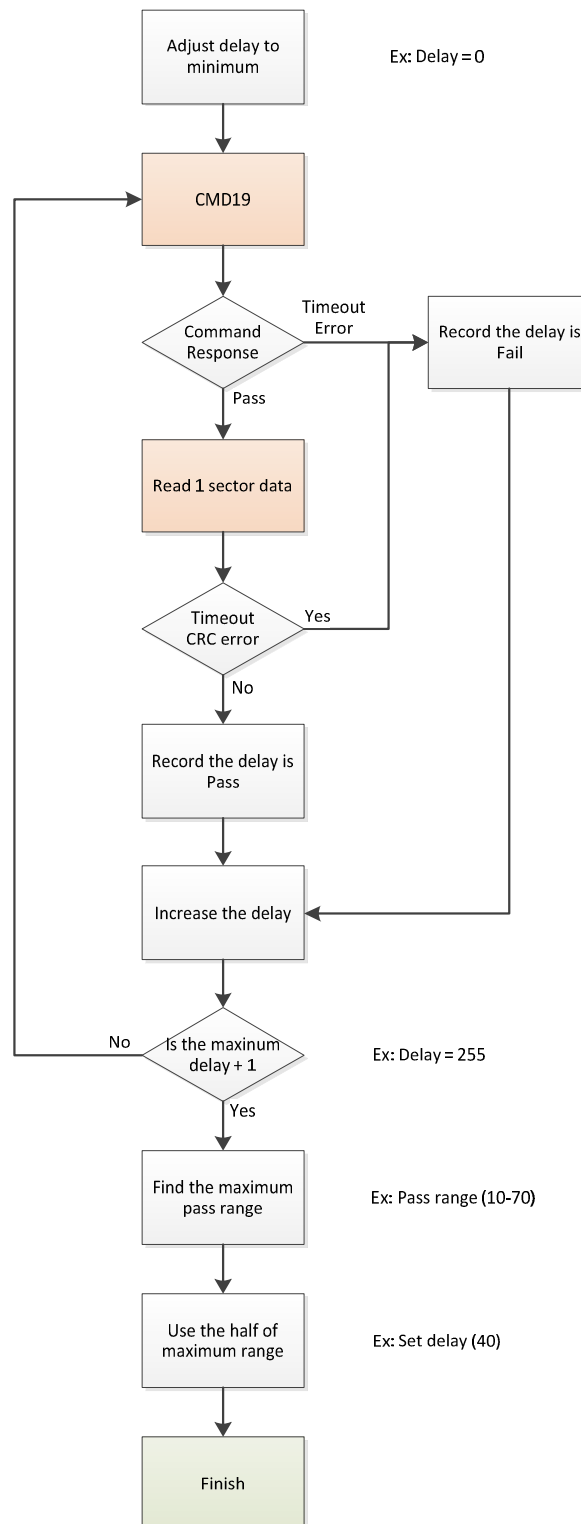 Adjust delay to
minimum
Ex: Delay = 0
CMD19
Command
Response
Timeout
Error
Record the delay is
Fail
Pass
Read 1 sector data
Timeout
CRC error
Yes
No
Record the delay is
Pass
Increase the delay
Is the maxinum
delay + 1
No
Ex: Delay = 255
Yes
Find the maximum
pass range
Ex: Pass range (10-70)
Use the half of
maximum range
Ex: Set delay (40)
Finish